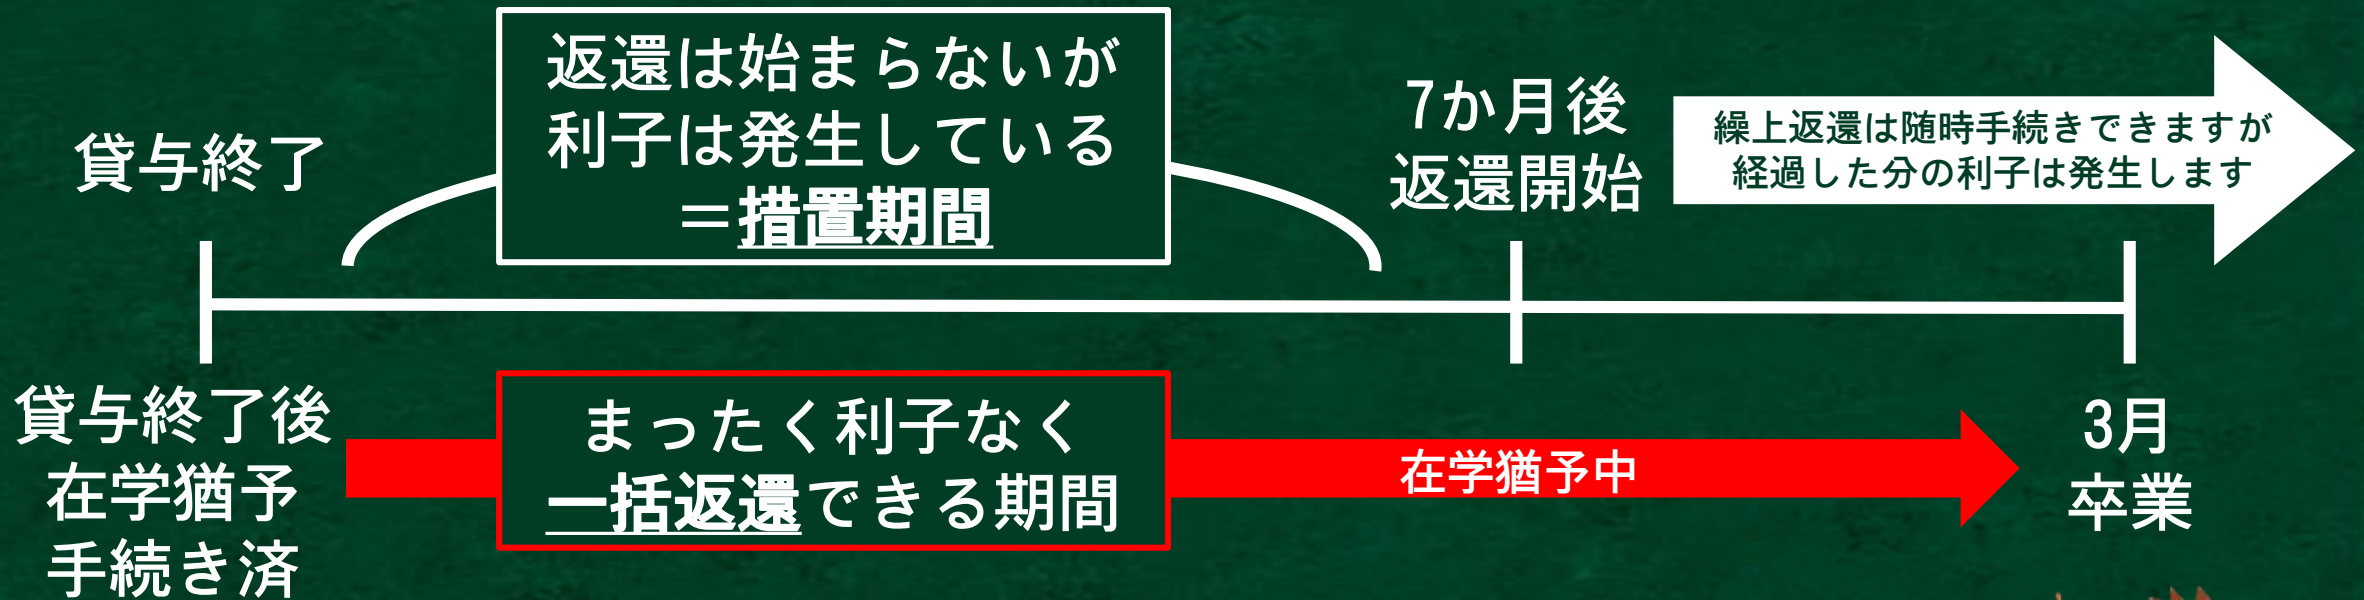 貸与終了
返還は始まらないが
利子は発生している
＝措置期間
7か月後
返還開始
繰上返還は随時手続きできますが
経過した分の利子は発生します
貸与終了後
在学猶予
手続き済
まったく利子なく
一括返還できる期間
在学猶予中
3月
卒業